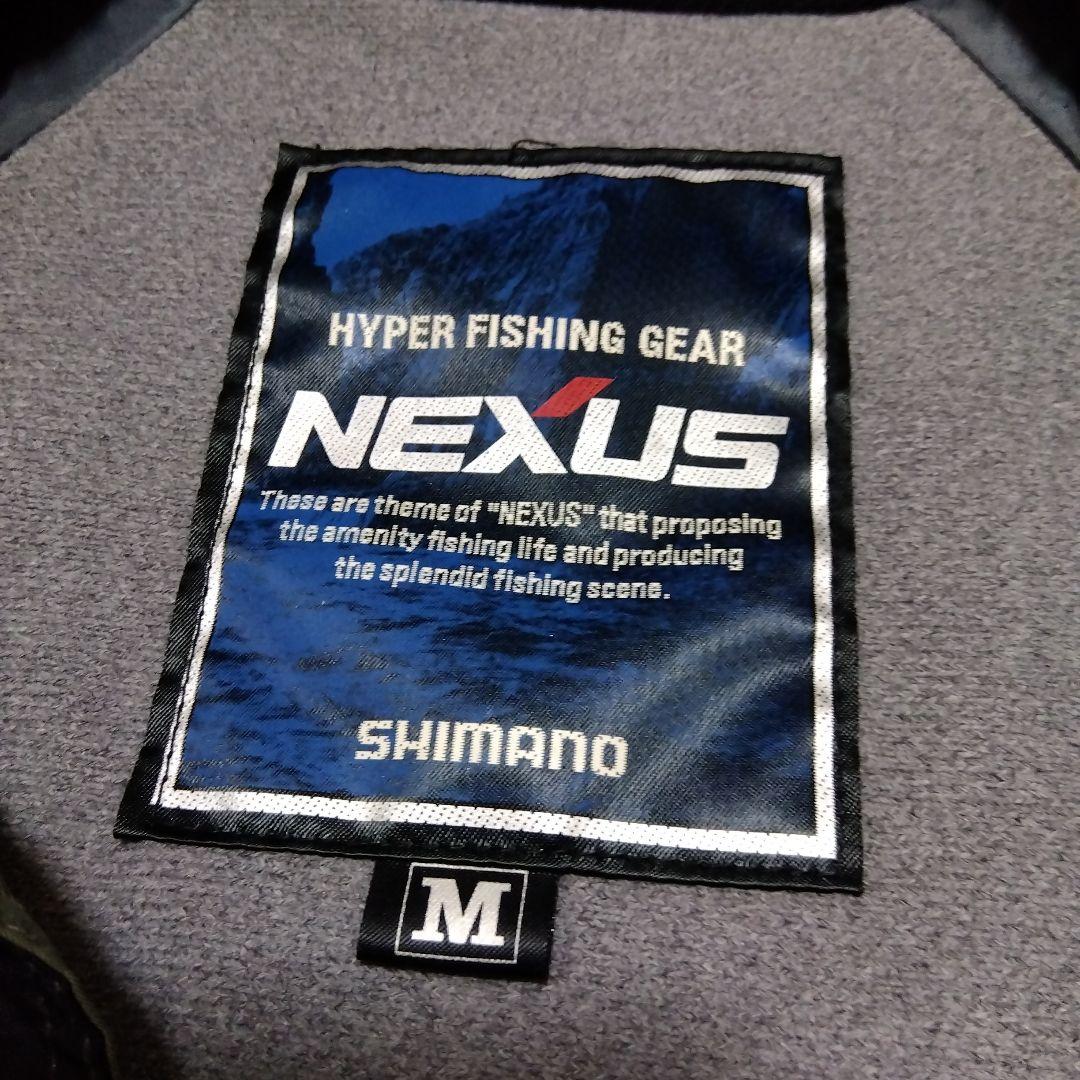 HYPER FISHING GEAR
NEXUS
These are theme of "NEXUS" that proposing
the amenity fishing life and producing
the splendid fishing scene.
SHIMANO
M